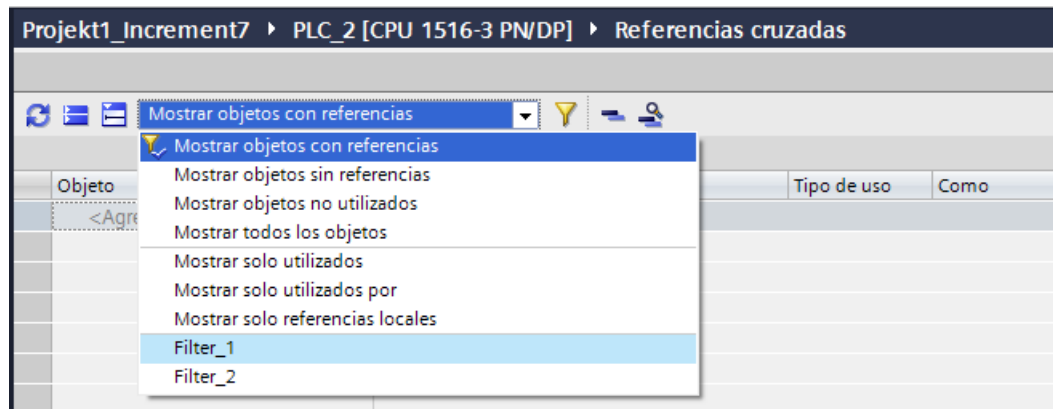 Projekt1_Increment7 ▸ PLC_2 [CPU 1516-3 PN/DP] ▸ Referencias cruzadas
Mostrar objetos con referencias
Mostrar objetos con referencias
Mostrar objetos sin referencias
Objeto Tipo de uso Como
Mostrar objetos no utilizados
<Agre
Mostrar todos los objetos
Mostrar solo utilizados
Mostrar solo utilizados por
Mostrar solo referencias locales
Filter_1
Filter_2